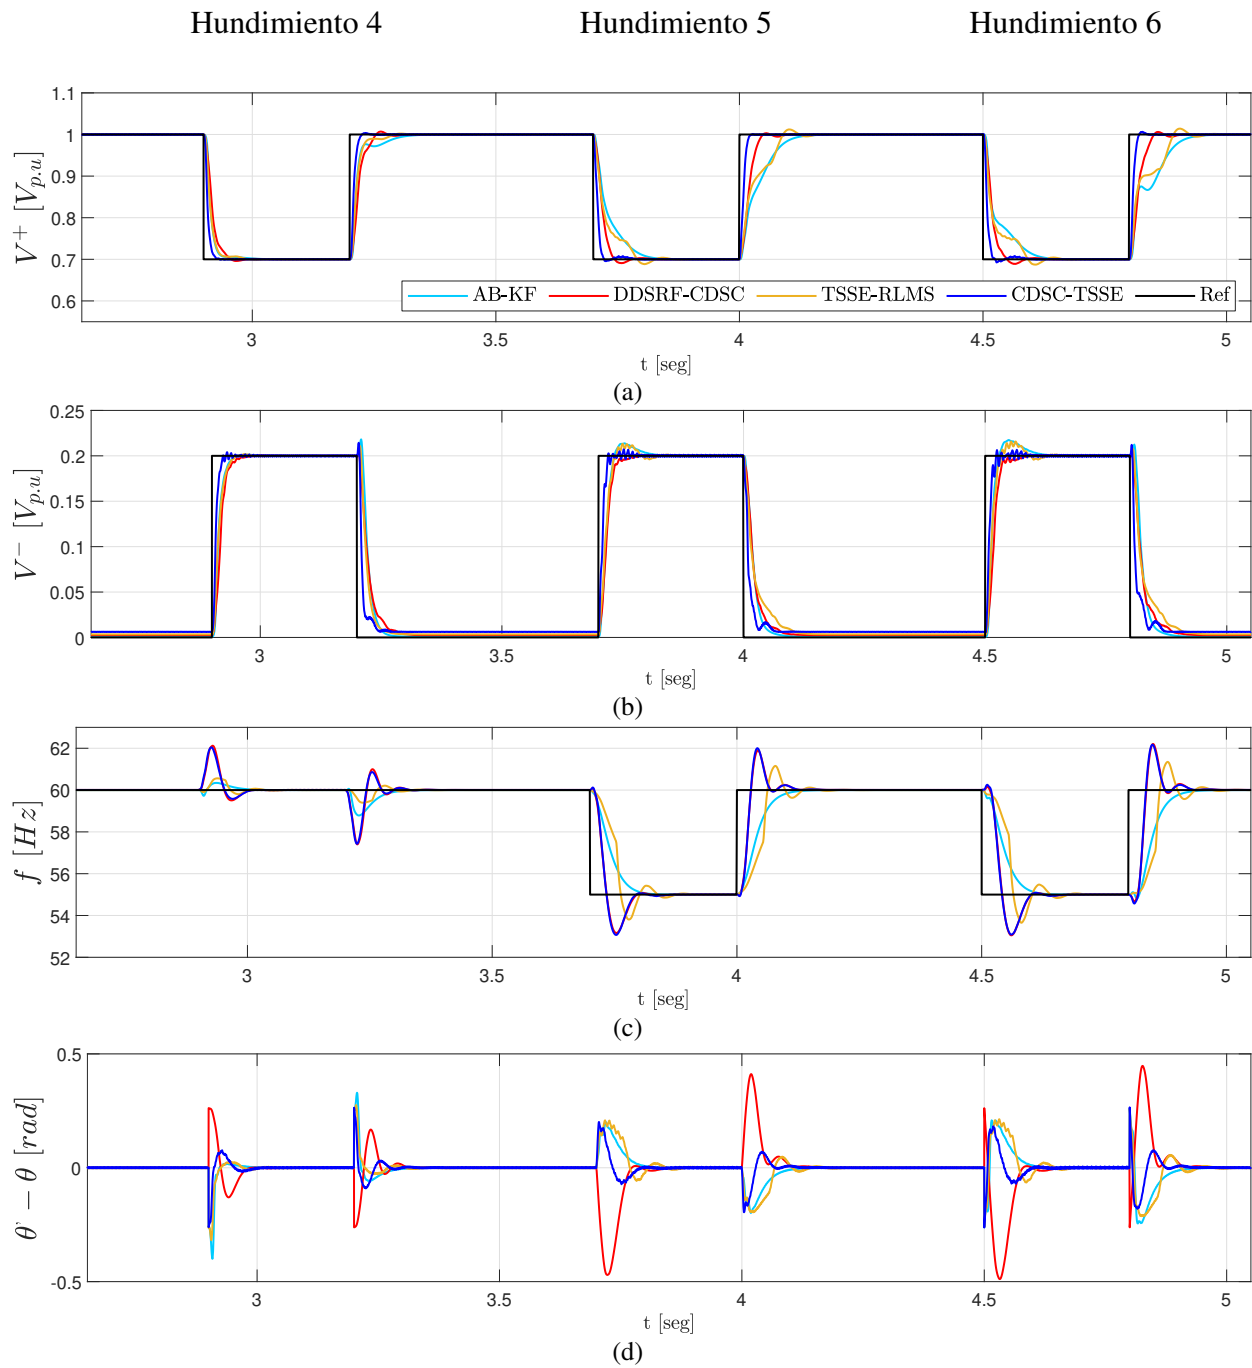 Hundimiento 4 Hundimiento 5 Hundimiento 6
V⁺ [V_{p.u}]
1.1
1
0.9
0.8
0.7
0.6
AB-KF DDSRF-CDSC TSSE-RLMS CDSC-TSSE Ref
3 3.5 4 4.5 5
t [seg]
(a)
V⁻ [V_{p.u}]
0.25
0.2
0.15
0.1
0.05
0
3 3.5 4 4.5 5
t [seg]
(b)
f [Hz]
62
60
58
56
54
52
3 3.5 4 4.5 5
t [seg]
(c)
θ' − θ [rad]
0.5
0
-0.5
3 3.5 4 4.5 5
t [seg]
(d)